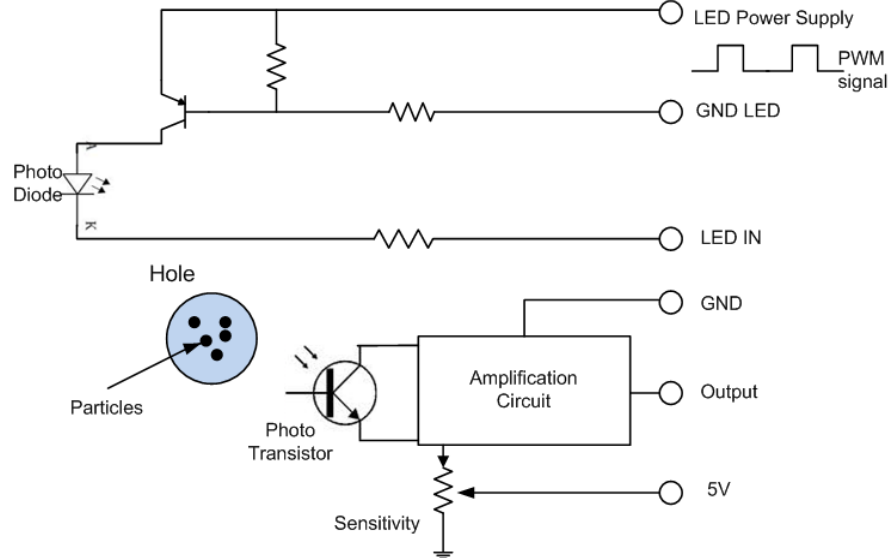 LED Power Supply
PWM
signal
GND LED
A
Photo
Diode
K
LED IN
Hole
GND
Particles
Photo
Transistor
Amplification
Circuit
Output
5V
Sensitivity